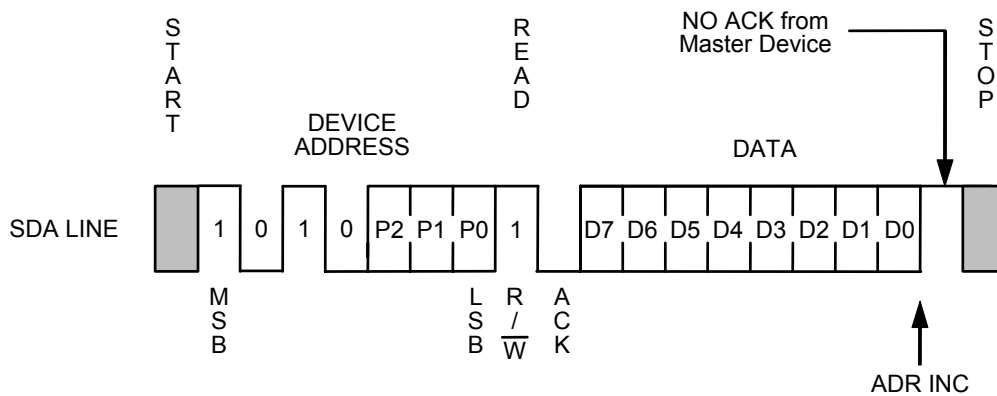 START
READ
NO ACK from
Master Device
STOP
DEVICE
ADDRESS
DATA
SDA LINE
1 0 1 0 P2 P1 P0 1 D7 D6 D5 D4 D3 D2 D1 D0
MSB
LSB
R/W
ACK
ADR INC